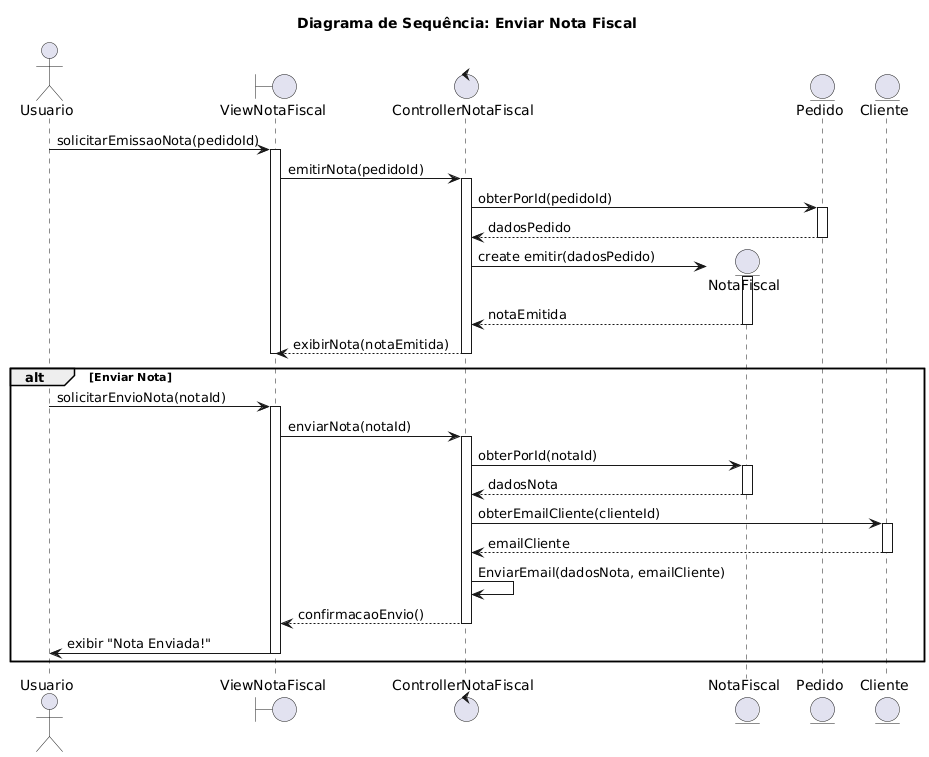 Diagrama de Sequência: Enviar Nota Fiscal
Usuario
ViewNotaFiscal
ControllerNotaFiscal
Pedido
Cliente
solicitarEmissaoNota(pedidoId)
emitirNota(pedidoId)
obterPorId(pedidoId)
dadosPedido
create emitir(dadosPedido)
NotaFiscal
notaEmitida
exibirNota(notaEmitida)
alt
[Enviar Nota]
solicitarEnvioNota(notaId)
enviarNota(notaId)
obterPorId(notaId)
dadosNota
obterEmailCliente(clienteId)
emailCliente
EnviarEmail(dadosNota, emailCliente)
confirmacaoEnvio()
exibir "Nota Enviada!"
Usuario
ViewNotaFiscal
ControllerNotaFiscal
NotaFiscal
Pedido
Cliente